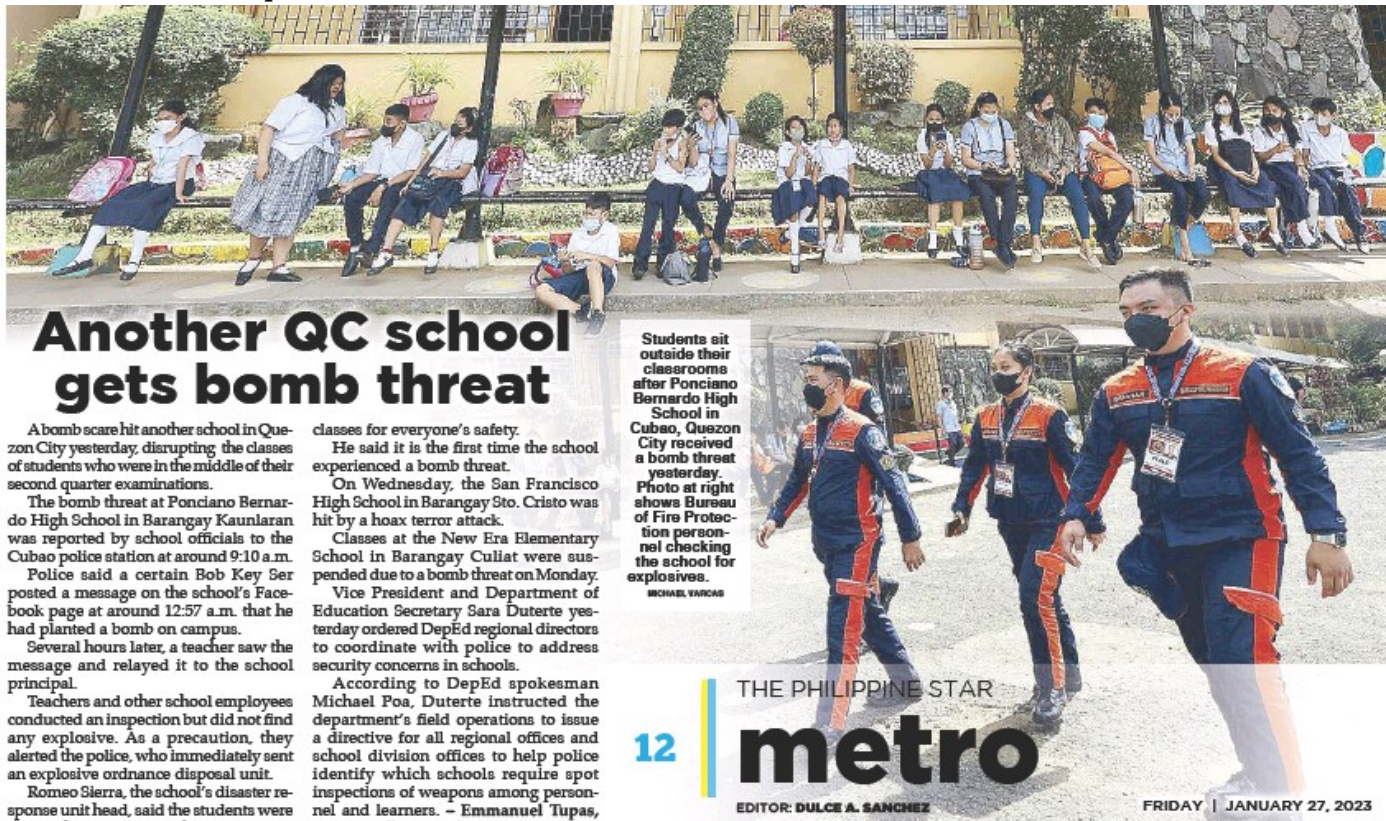 Another QC school
gets bomb threat
A bomb scare hit another school in Que-
zon City yesterday, disrupting the classes
of students who were in the middle of their
second quarter examinations.
The bomb threat at Ponciano Bernar-
do High School in Barangay Kaunlaran
was reported by school officials to the
Cubao police station at around 9:10 a.m.
Police said a certain Bob Key Ser
posted a message on the school's Face-
book page at around 12:57 a.m. that he
had planted a bomb on campus.
Several hours later, a teacher saw the
message and relayed it to the school
principal.
Teachers and other school employees
conducted an inspection but did not find
any explosive. As a precaution, they
alerted the police, who immediately sent
an explosive ordnance disposal unit.
Romeo Sierra, the school's disaster re-
sponse unit head, said the students were
classes for everyone's safety.
He said it is the first time the school
experienced a bomb threat.
On Wednesday, the San Francisco
High School in Barangay Sto. Cristo was
hit by a hoax terror attack.
Classes at the New Era Elementary
School in Barangay Culiat were sus-
pended due to a bomb threat on Monday.
Vice President and Department of
Education Secretary Sara Duterte yes-
terday ordered DepEd regional directors
to coordinate with police to address
security concerns in schools.
According to DepEd spokesman
Michael Poa, Duterte instructed the
department's field operations to issue
a directive for all regional offices and
school division offices to help police
identify which schools require spot
inspections of weapons among person-
nel and learners. – Emmanuel Tupas,
Students sit
outside their
classrooms
after Ponciano
Bernardo High
School in
Cubao, Quezon
City received
a bomb threat
yesterday.
Photo at right
shows Bureau
of Fire Protec-
tion person-
nel checking
the school for
explosives.
MICHAEL VARCAS
12
THE PHILIPPINE STAR
metro
EDITOR: DULCE A. SANCHEZ
FRIDAY | JANUARY 27, 2023